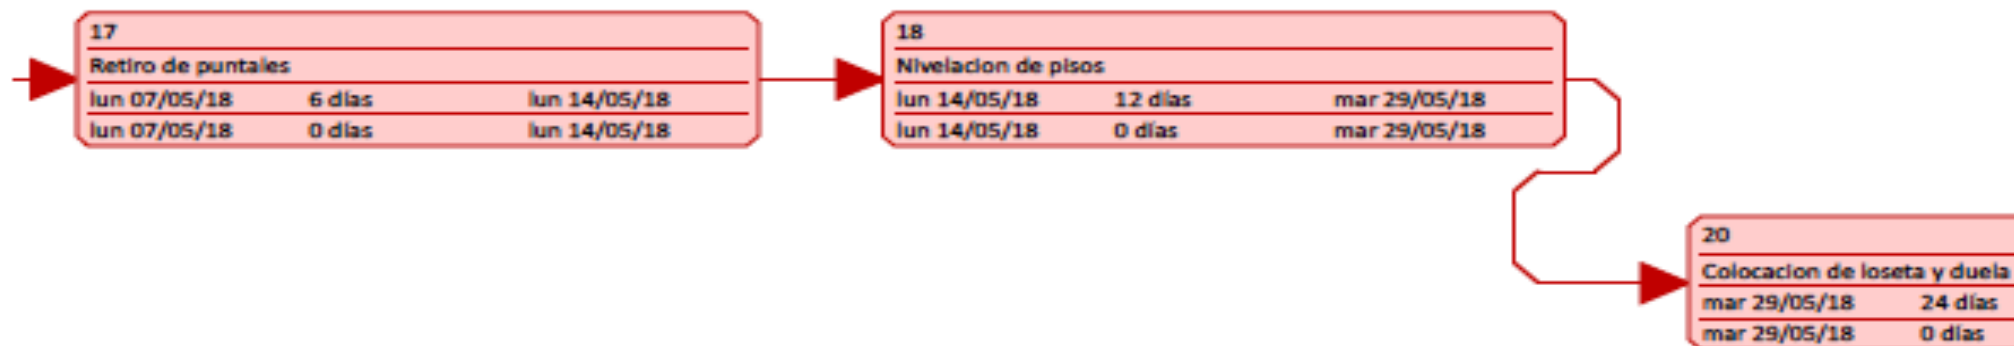 17
Retiro de puntales
lun 07/05/18 6 días lun 14/05/18
lun 07/05/18 0 días lun 14/05/18
18
Nivelacion de pisos
lun 14/05/18 12 días mar 29/05/18
lun 14/05/18 0 días mar 29/05/18
20
Colocacion de loseta y duela
mar 29/05/18 24 días
mar 29/05/18 0 días